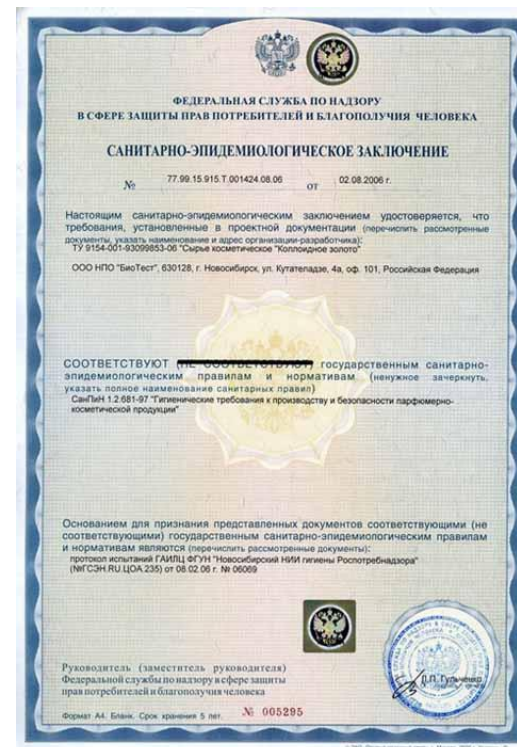 ФЕДЕРАЛЬНАЯ СЛУЖБА ПО НАДЗОРУ
В СФЕРЕ ЗАЩИТЫ ПРАВ ПОТРЕБИТЕЛЕЙ И БЛАГОПОЛУЧИЯ ЧЕЛОВЕКА
САНИТАРНО-ЭПИДЕМИОЛОГИЧЕСКОЕ ЗАКЛЮЧЕНИЕ
№ 77.99.15.915.Т.001424.08.06 от 02.08.2006 г.
Настоящим санитарно-эпидемиологическим заключением удостоверяется, что
требования, установленные в проектной документации (перечислить рассмотренные
документы, указать наименование и адрес организации-разработчика):
ТУ 9154-001-93099853-06 "Сырье косметическое "Коллоидное золото"
ООО НПО "БиоТест", 630128, г. Новосибирск, ул. Кутателадзе, 4а, оф. 101, Российская Федерация
СООТВЕТСТВУЮТ (НЕ СООТВЕТСТВУЮТ) государственным санитарно-
эпидемиологическим правилам и нормативам (ненужное зачеркнуть,
указать полное наименование санитарных правил)
СанПиН 1.2.681-97 "Гигиенические требования к производству и безопасности парфюмерно-
косметической продукции"
Основанием для признания представленных документов соответствующими (не
соответствующими) государственным санитарно-эпидемиологическим правилам
и нормативам являются (перечислить рассмотренные документы):
протокол испытаний ГАИЛЦ ФГУН "Новосибирский НИИ гигиены Роспотребнадзора"
(№ГСЭН.RU.ЦОА.235) от 08.02.06 г. № 06069
Руководитель (заместитель руководителя)
Федеральной службы по надзору в сфере защиты
прав потребителей и благополучия человека
Л.П. Гульченко
Формат А4. Бланк. Срок хранения 5 лет.
№ 005295